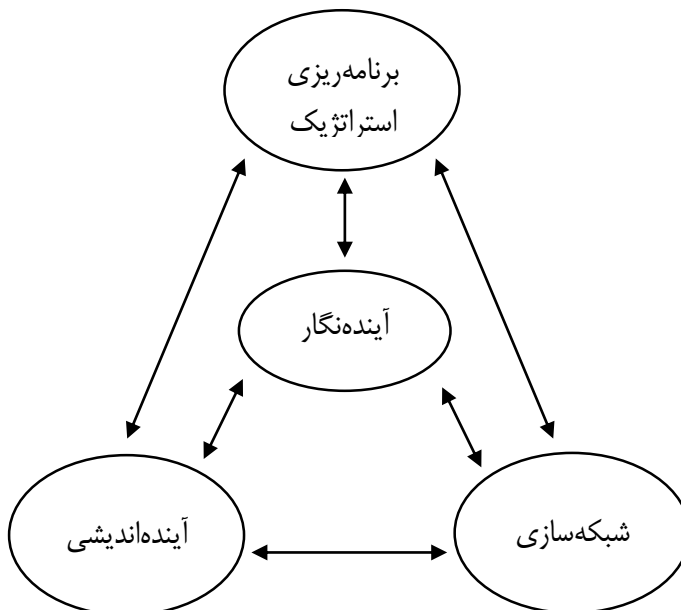 برنامه‌ریزی
استراتژیک
آینده‌نگار
آینده‌اندیشی
شبکه‌سازی